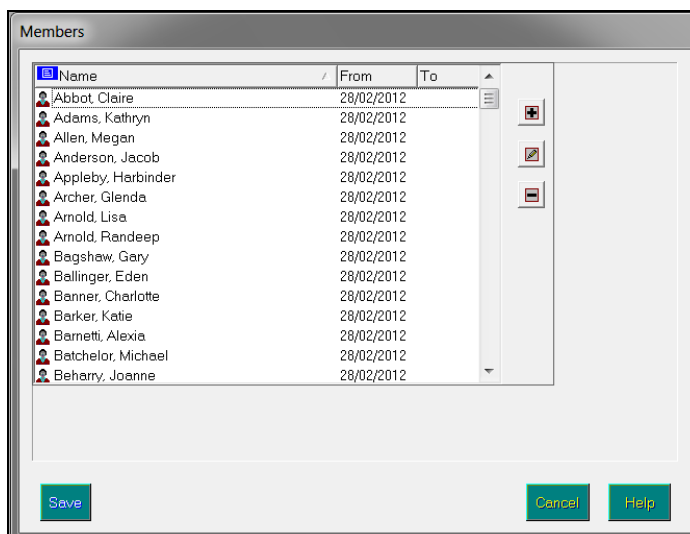 Members
Name From To
Abbot, Claire 28/02/2012
Adams, Kathryn 28/02/2012
Allen, Megan 28/02/2012
Anderson, Jacob 28/02/2012
Appleby, Harbinder 28/02/2012
Archer, Glenda 28/02/2012
Arnold, Lisa 28/02/2012
Arnold, Randeep 28/02/2012
Bagshaw, Gary 28/02/2012
Ballinger, Eden 28/02/2012
Banner, Charlotte 28/02/2012
Barker, Katie 28/02/2012
Barnetti, Alexia 28/02/2012
Batchelor, Michael 28/02/2012
Beharry, Joanne 28/02/2012
Save Cancel Help